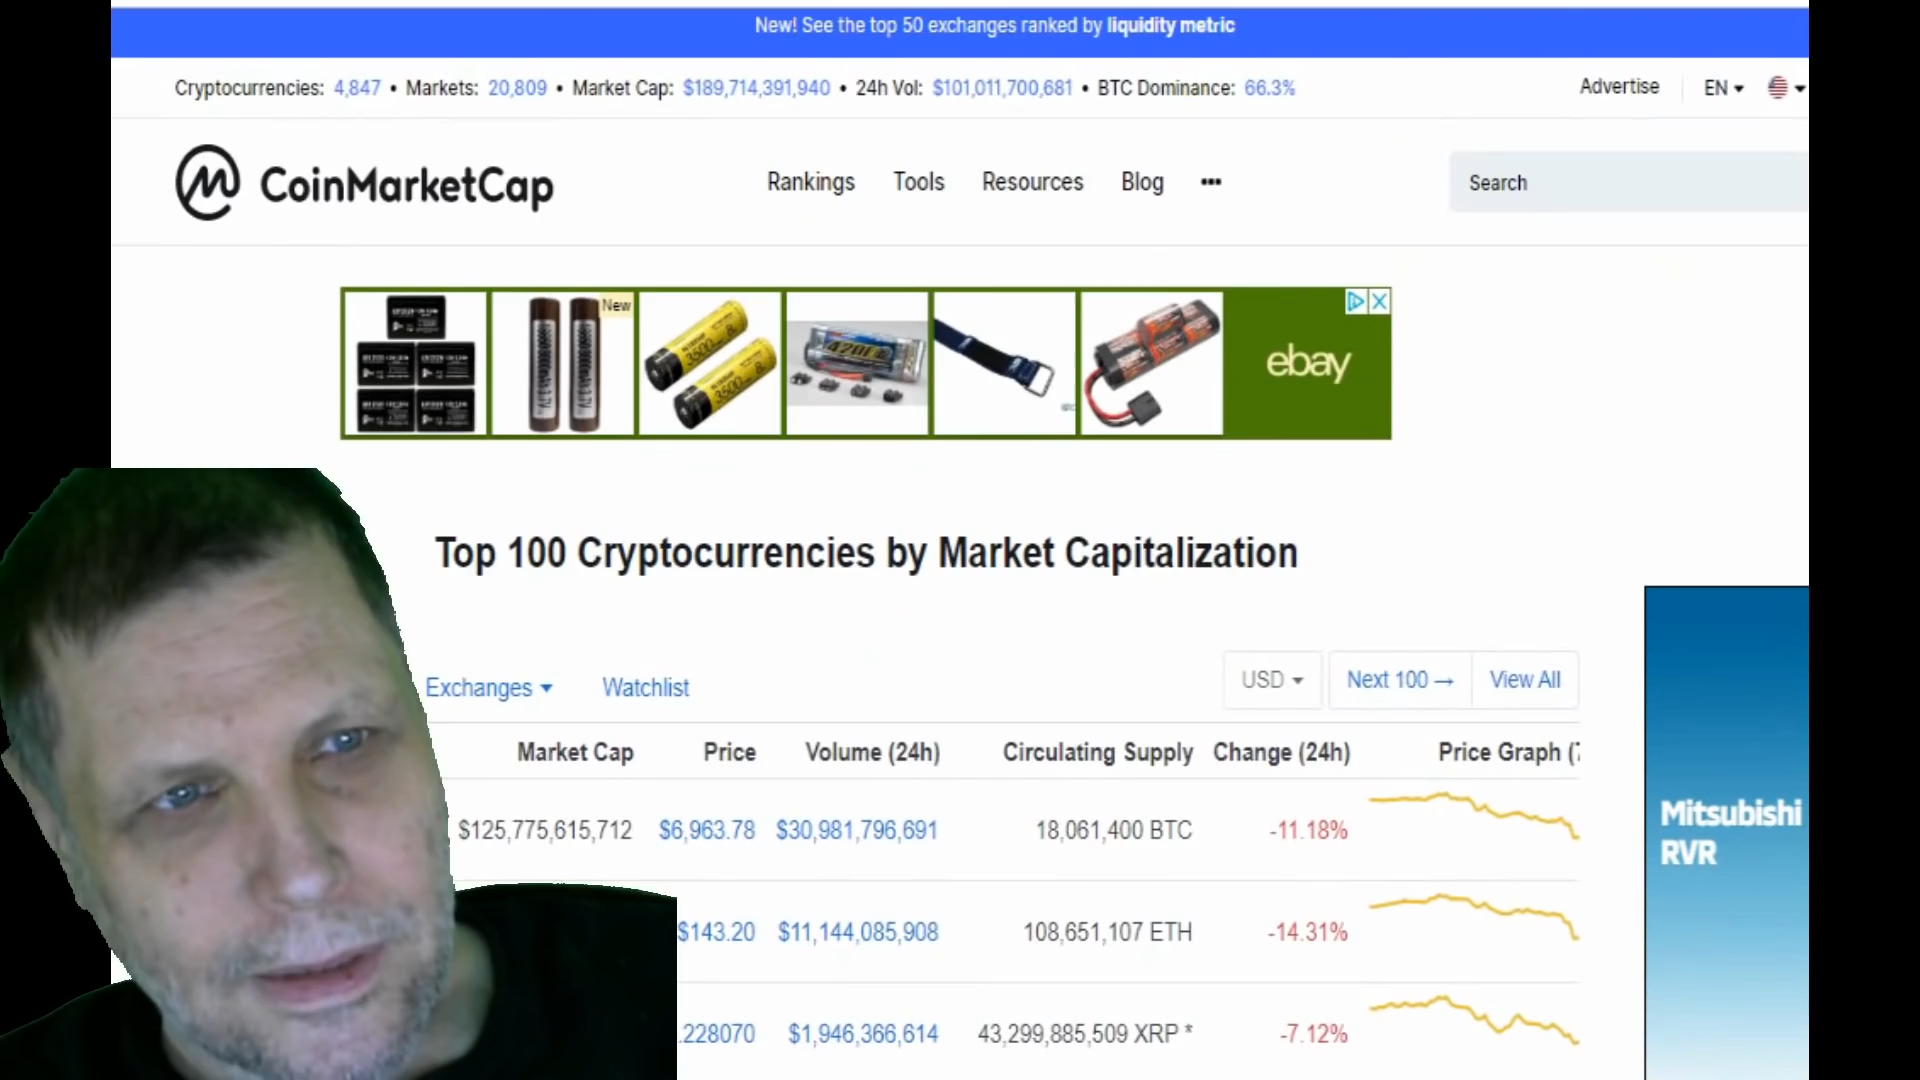 New! See the top 50 exchanges ranked by liquidity metric
Cryptocurrencies: 4,847 • Markets: 20,809 • Market Cap: $189,714,391,940 • 24h Vol: $101,011,700,681 • BTC Dominance: 66.3%
Advertise EN
CoinMarketCap
Rankings Tools Resources Blog •••
Search
New
3500
3500
4200
ebay
Top 100 Cryptocurrencies by Market Capitalization
Exchanges Watchlist
USD Next 100 → View All
Market Cap Price Volume (24h) Circulating Supply Change (24h) Price Graph (7
$125,775,615,712 $6,963.78 $30,981,796,691 18,061,400 BTC -11.18%
$143.20 $11,144,085,908 108,651,107 ETH -14.31%
.228070 $1,946,366,614 43,299,885,509 XRP * -7.12%
Mitsubishi
RVR